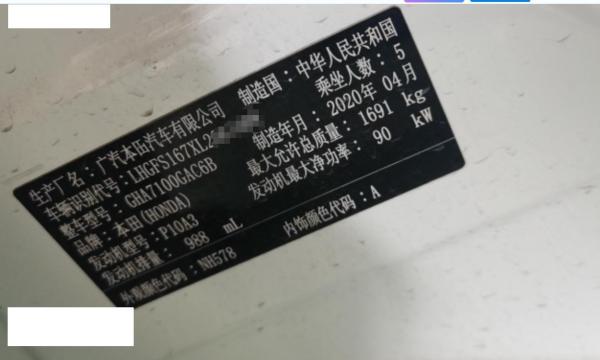 生产厂名：广汽本田汽车有限公司 制造国：中华人民共和国
车辆识别代号：LHGFS167XL2 乘坐人数：5
整车型号：GHA7100GAC6B 制造年月：2020年04月
品牌：本田(HONDA) 最大允许总质量：1691 kg
发动机型号：P10A3 发动机最大净功率：90 kW
发动机排量：988 mL
外观颜色代码：NH578 内饰颜色代码：A